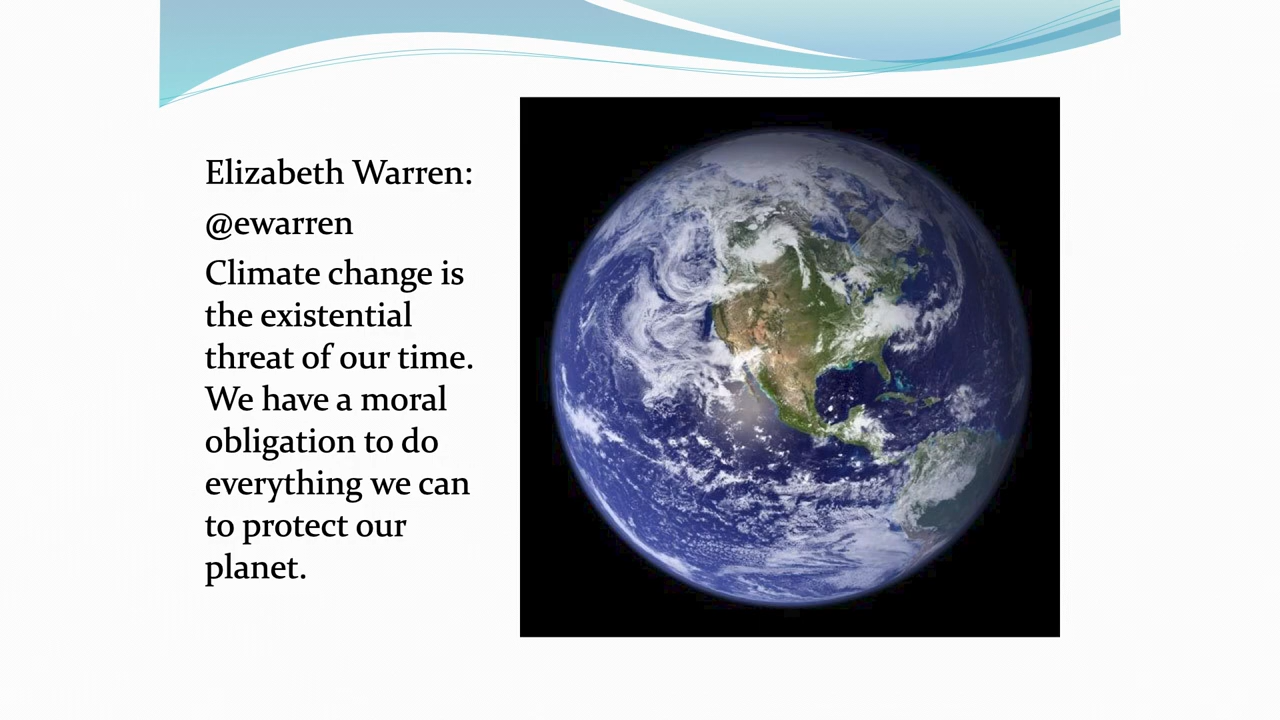 Elizabeth Warren:
@ewarren
Climate change is
the existential
threat of our time.
We have a moral
obligation to do
everything we can
to protect our
planet.